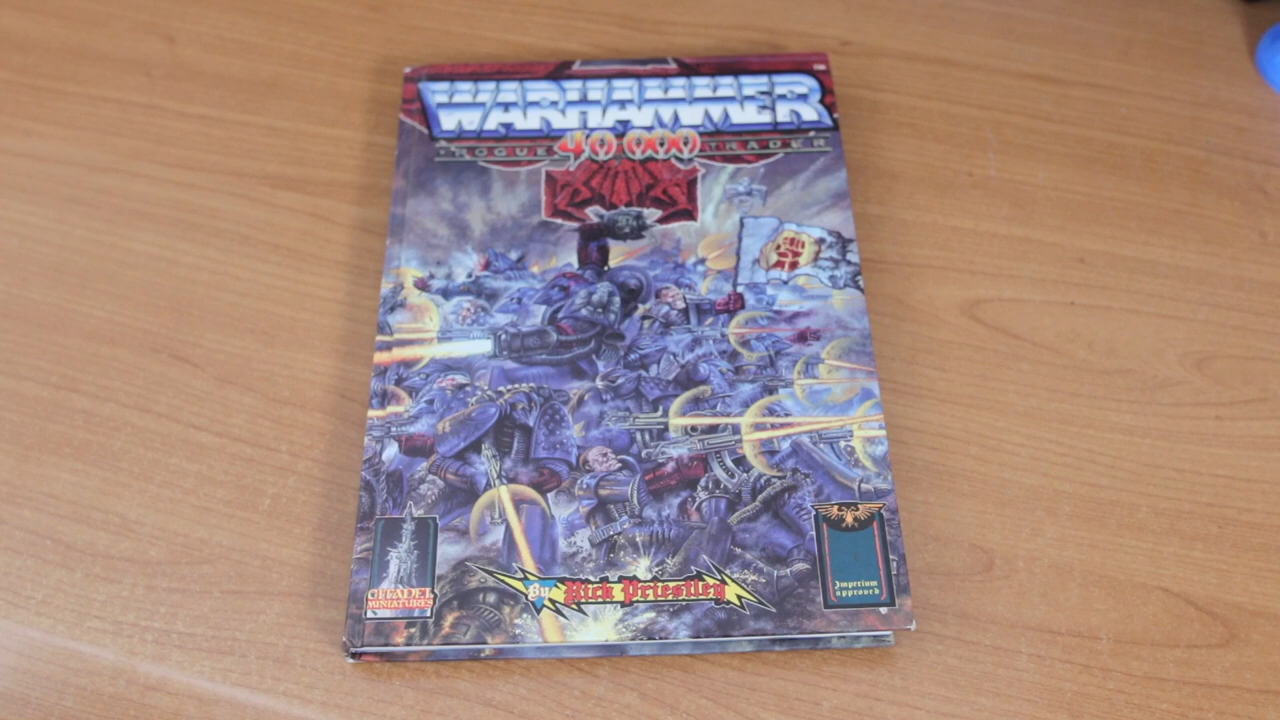 WARHAMMER
ROGUE 40,000 TRADER
CITADEL
MINIATURES
By Rick Priestley
Imperium
approved